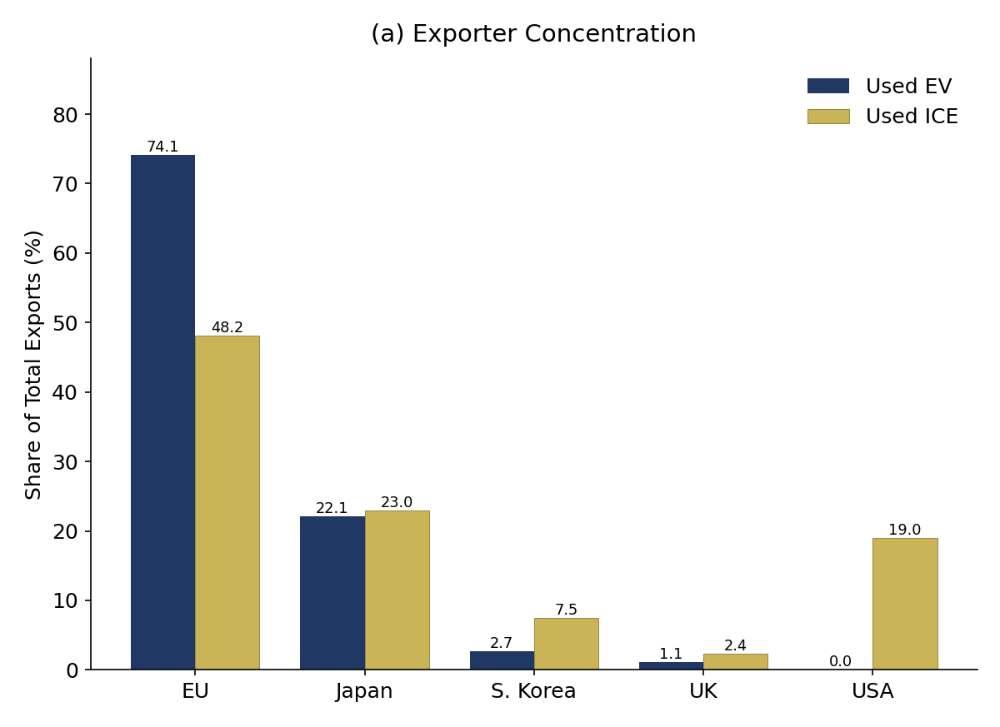 (a) Exporter Concentration
Used EV
Used ICE
Share of Total Exports (%)
80
70
60
50
40
30
20
10
0
74.1
48.2
22.1
23.0
2.7
7.5
1.1
2.4
0.0
19.0
EU
Japan
S. Korea
UK
USA